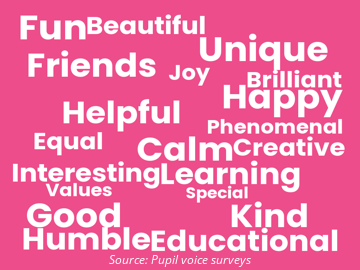 Fun Beautiful
Unique
Friends
Joy
Brilliant
Happy
Helpful
Phenomenal
Equal
Calm Creative
Interesting Learning
Values
Special
Good
Kind
Humble Educational
Source: Pupil voice surveys